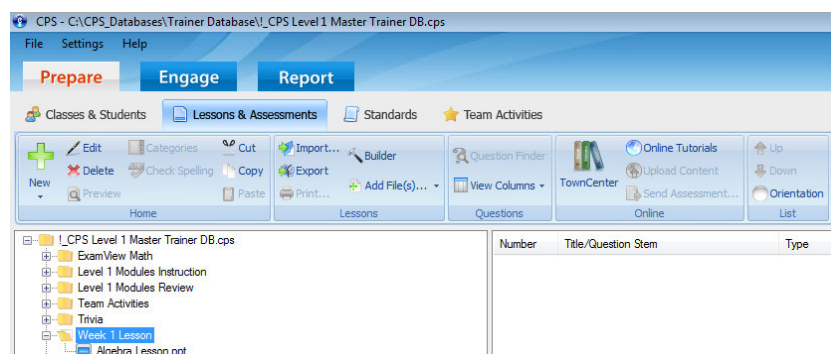 CPS - C:\CPS_Databases\Trainer Database\!_CPS Level 1 Master Trainer DB.cps
File Settings Help
Prepare Engage Report
Classes & Students Lessons & Assessments Standards Team Activities
Edit Categories Cut Import... Builder Question Finder Online Tutorials Up
Delete Check Spelling Copy Export Upload Content Down
New Preview Paste Print... Add File(s)... View Columns TownCenter Send Assessment... Orientation
Home Lessons Questions Online List
!_CPS Level 1 Master Trainer DB.cps Number Title/Question Stem Type
ExamView Math
Level 1 Modules Instruction
Level 1 Modules Review
Team Activities
Trivia
Week 1 Lesson
Algebra Lesson.ppt